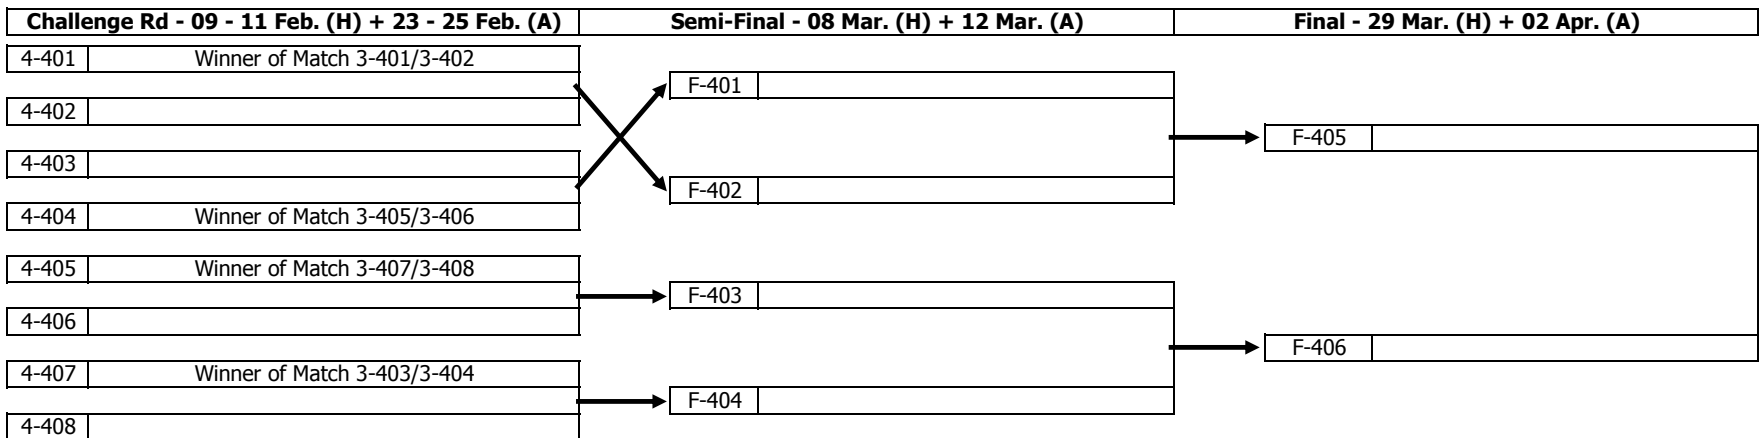 Challenge Rd - 09 - 11 Feb. (H) + 23 - 25 Feb. (A) Semi-Final - 08 Mar. (H) + 12 Mar. (A) Final - 29 Mar. (H) + 02 Apr. (A)
4-401 Winner of Match 3-401/3-402
F-401
4-402
F-405
4-403
F-402
4-404 Winner of Match 3-405/3-406
4-405 Winner of Match 3-407/3-408
F-403
4-406
F-406
4-407 Winner of Match 3-403/3-404
F-404
4-408